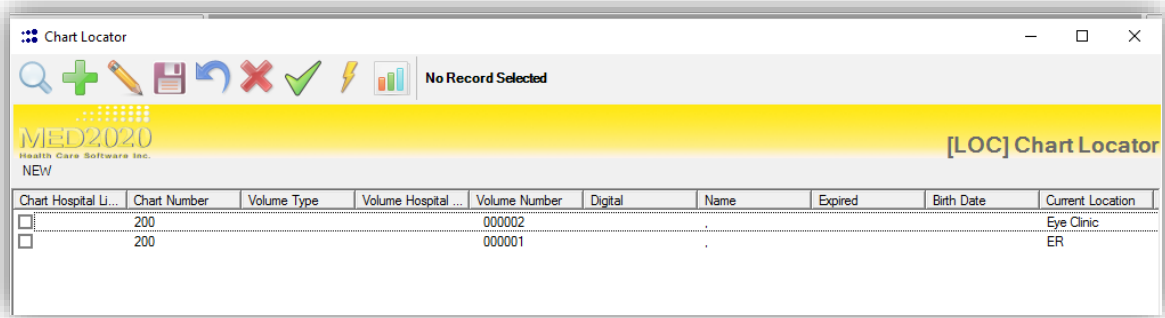 Chart Locator
No Record Selected
MED2020
Health Care Software Inc.
[LOC] Chart Locator
NEW
Chart Hospital Li... Chart Number Volume Type Volume Hospital ... Volume Number Digital Name Expired Birth Date Current Location
200 000002 , Eye Clinic
200 000001 , ER